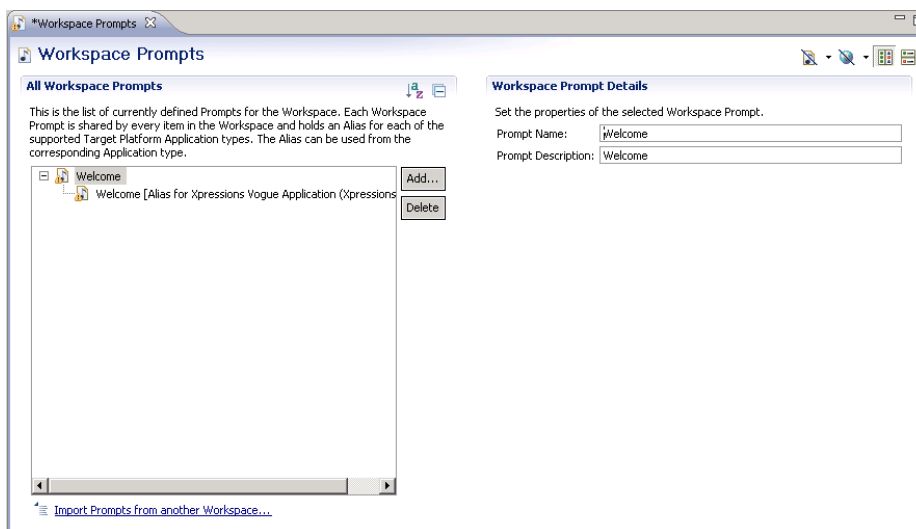 *Workspace Prompts
Workspace Prompts
All Workspace Prompts
This is the list of currently defined Prompts for the Workspace. Each Workspace
Prompt is shared by every item in the Workspace and holds an Alias for each of the
supported Target Platform Application types. The Alias can be used from the
corresponding Application type.
Welcome
Welcome [Alias for Xpressions Vogue Application (Xpressions
Add...
Delete
Import Prompts from another Workspace...
Workspace Prompt Details
Set the properties of the selected Workspace Prompt.
Prompt Name: Welcome
Prompt Description: Welcome